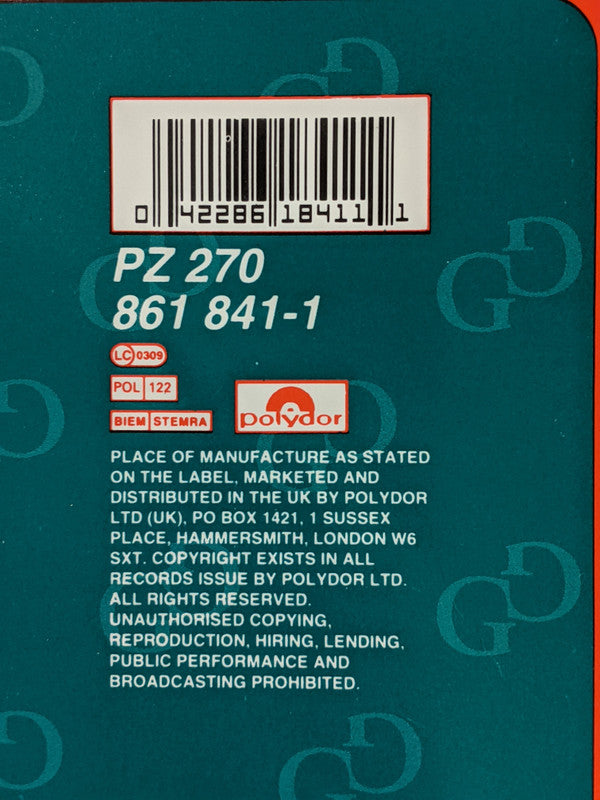 0 42286 18411 1
PZ 270
861 841-1
LC 0309
POL 122
BIEM STEMRA
polydor
PLACE OF MANUFACTURE AS STATED
ON THE LABEL, MARKETED AND
DISTRIBUTED IN THE UK BY POLYDOR
LTD (UK), PO BOX 1421, 1 SUSSEX
PLACE, HAMMERSMITH, LONDON W6
SXT. COPYRIGHT EXISTS IN ALL
RECORDS ISSUE BY POLYDOR LTD.
ALL RIGHTS RESERVED.
UNAUTHORISED COPYING,
REPRODUCTION, HIRING, LENDING,
PUBLIC PERFORMANCE AND
BROADCASTING PROHIBITED.